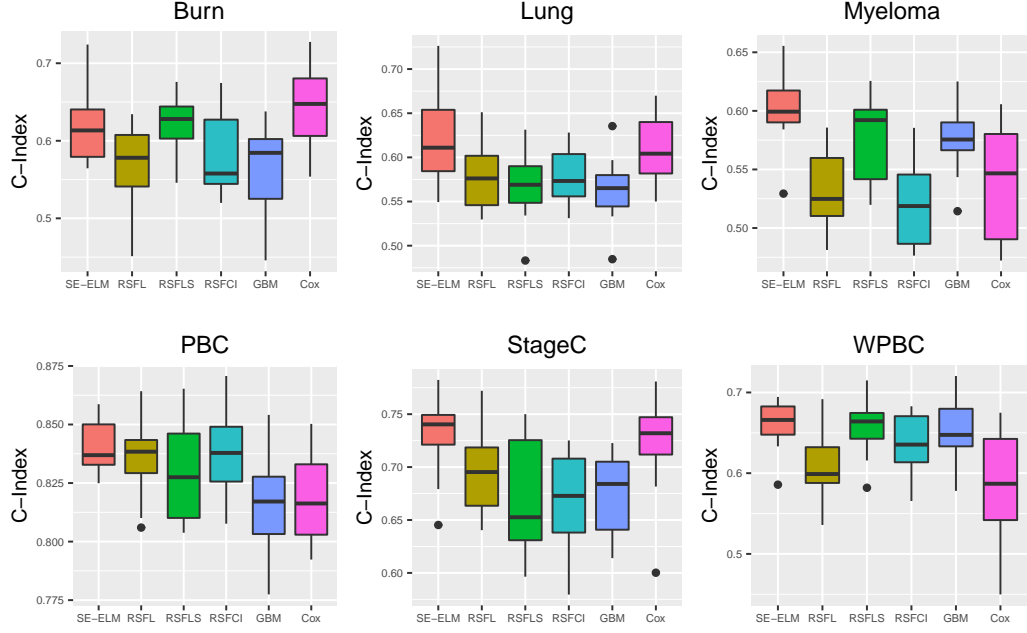 Burn
Lung
Myeloma
C-Index
0.7
0.6
0.5
SE-ELM RSFL RSFLS RSFCI GBM Cox
C-Index
0.70
0.65
0.60
0.55
0.50
SE-ELM RSFL RSFLS RSFCI GBM Cox
C-Index
0.65
0.60
0.55
0.50
SE-ELM RSFL RSFLS RSFCI GBM Cox
PBC
StageC
WPBC
C-Index
0.875
0.850
0.825
0.800
0.775
SE-ELM RSFL RSFLS RSFCI GBM Cox
C-Index
0.75
0.70
0.65
0.60
SE-ELM RSFL RSFLS RSFCI GBM Cox
C-Index
0.7
0.6
0.5
SE-ELM RSFL RSFLS RSFCI GBM Cox